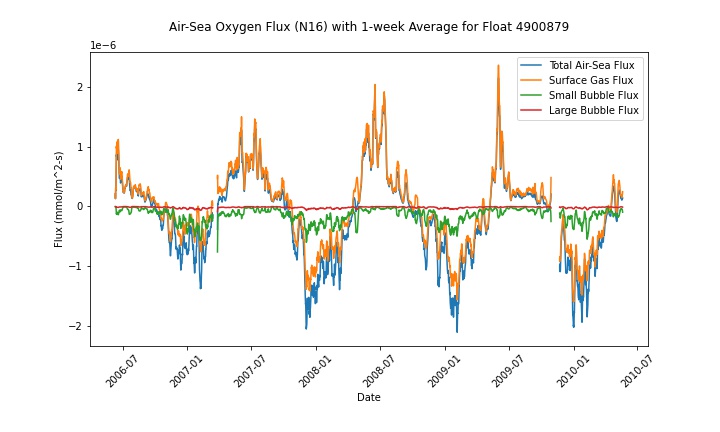 Air-Sea Oxygen Flux (N16) with 1-week Average for Float 4900879
1e−6
Total Air-Sea Flux
Surface Gas Flux
Small Bubble Flux
Large Bubble Flux
2
1
0
−1
−2
Flux (mmol/m^2-s)
2006-07
2007-01
2007-07
2008-01
2008-07
2009-01
2009-07
2010-01
2010-07
Date